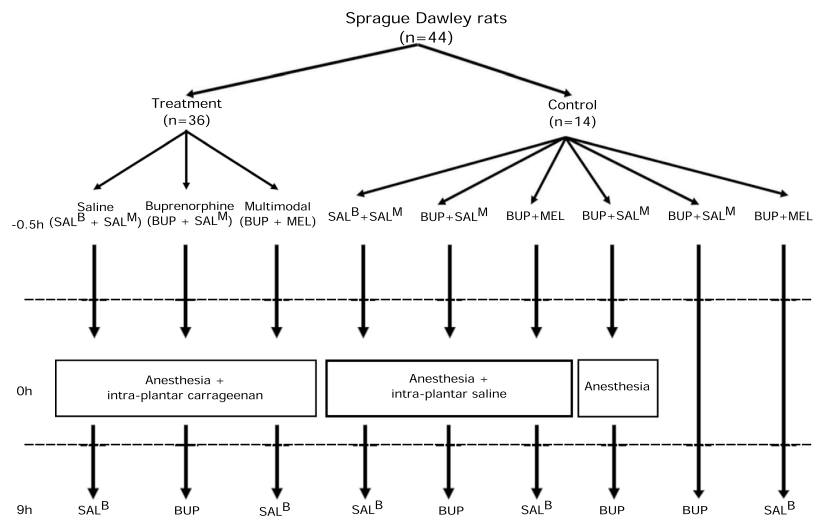 Sprague Dawley rats
(n=44)
Treatment
(n=36)
Control
(n=14)
-0.5h
Saline
(SALB + SALM)
Buprenorphine
(BUP + SALM)
Multimodal
(BUP + MEL)
SALB+SALM
BUP+SALM
BUP+MEL
BUP+SALM
BUP+SALM
BUP+MEL
0h
Anesthesia +
intra-plantar carrageenan
Anesthesia +
intra-plantar saline
Anesthesia
9h
SALB
BUP
SALB
SALB
BUP
SALB
BUP
BUP
SALB